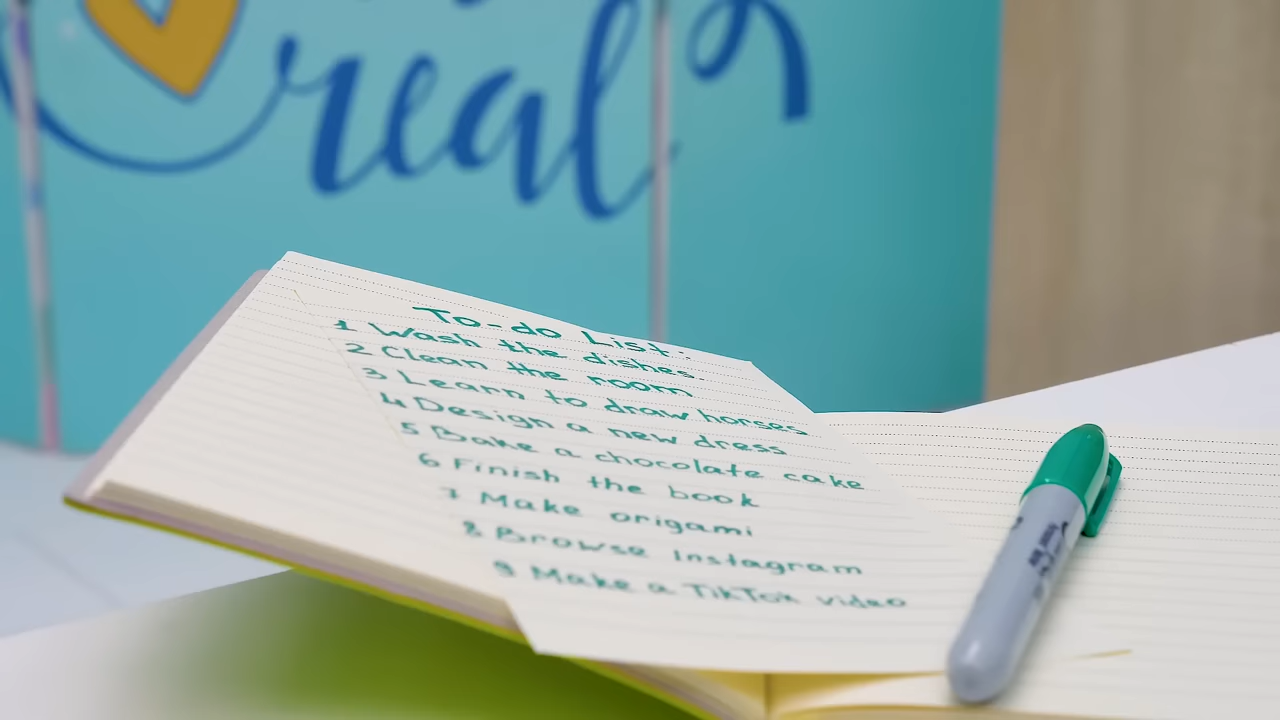 real
To-do List:
1 Wash the dishes.
2 Clean the room
3 Learn to draw horses
4 Design a new dress
5 Bake a chocolate cake
6 Finish the book
7 Make origami
8 Browse Instagram
9 Make a TikTok video